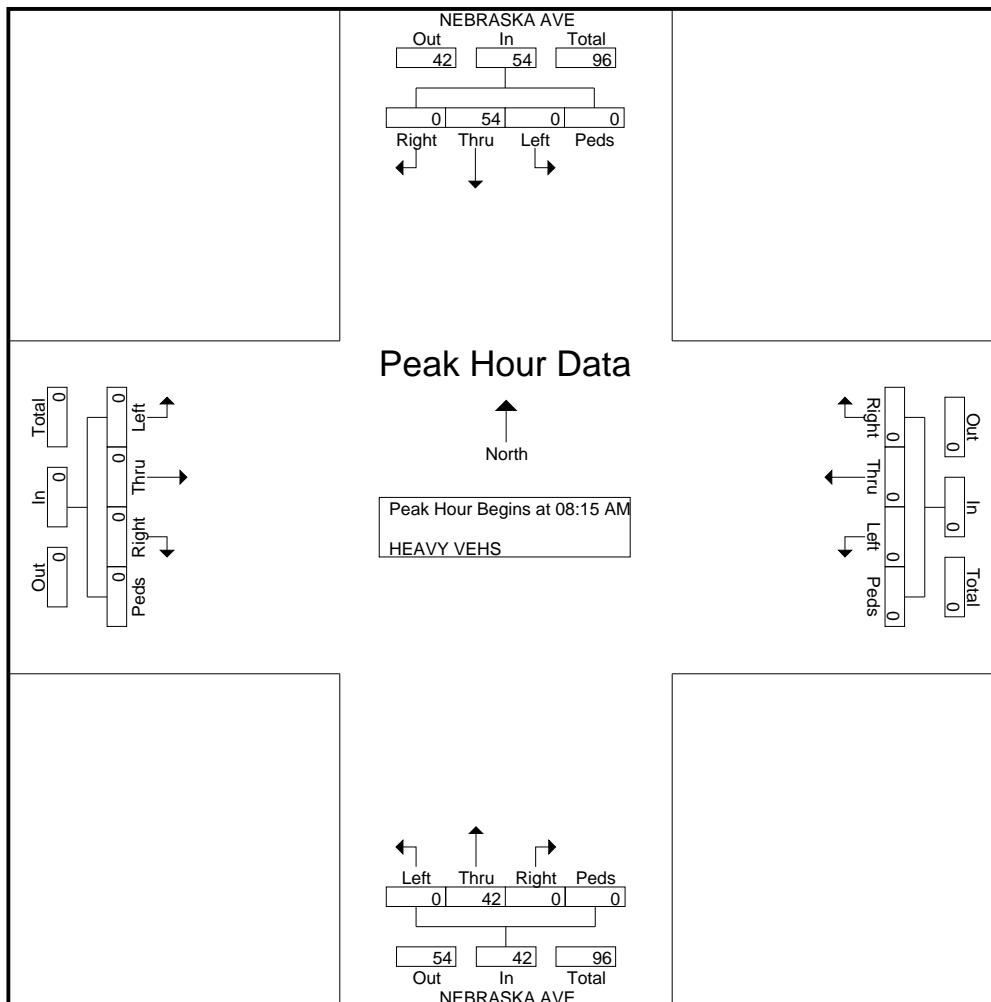 NEBRASKA AVE
Out In Total
42 54 96
0 54 0 0
Right Thru Left Peds
Peak Hour Data
North
Peak Hour Begins at 08:15 AM
HEAVY VEHS
Left Thru Right Peds
0 0 0 0
Total In Out
0 0 0
Right Thru Left Peds
0 0 0 0
Out In Total
0 0 0
Left Thru Right Peds
0 42 0 0
54 42 96
Out In Total
NEBRASKA AVE